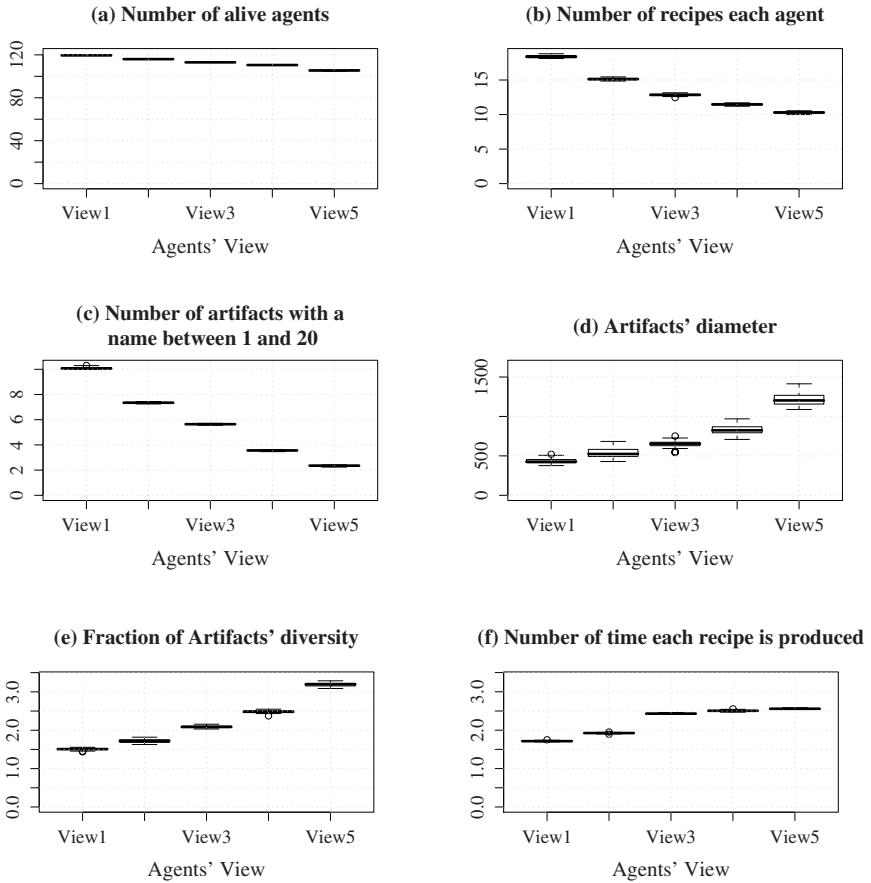 (a) Number of alive agents
120
80
40
0
View1 View3 View5
Agents’ View
(b) Number of recipes each agent
15
10
5
0
View1 View3 View5
Agents’ View
(c) Number of artifacts with a
name between 1 and 20
8
6
4
2
0
View1 View3 View5
Agents’ View
(d) Artifacts’ diameter
1500
500
0
View1 View3 View5
Agents’ View
(e) Fraction of Artifacts’ diversity
3.0
2.0
1.0
0.0
View1 View3 View5
Agents’ View
(f) Number of time each recipe is produced
3.0
2.0
1.0
0.0
View1 View3 View5
Agents’ View